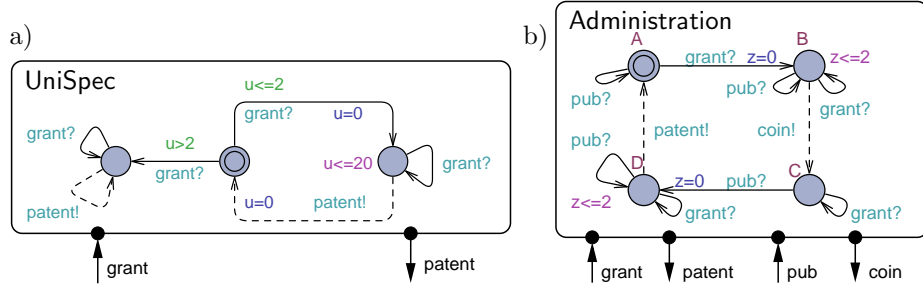 a)
UniSpec
u<=2
grant?
u=0
grant?
u>2
grant?
u<=20
grant?
patent!
u=0
patent!
grant
patent
b)
Administration
A
B
grant?
z=0
z<=2
pub?
pub?
grant?
patent!
coin!
pub?
D
C
z=0
pub?
z<=2
grant?
grant?
grant
patent
pub
coin